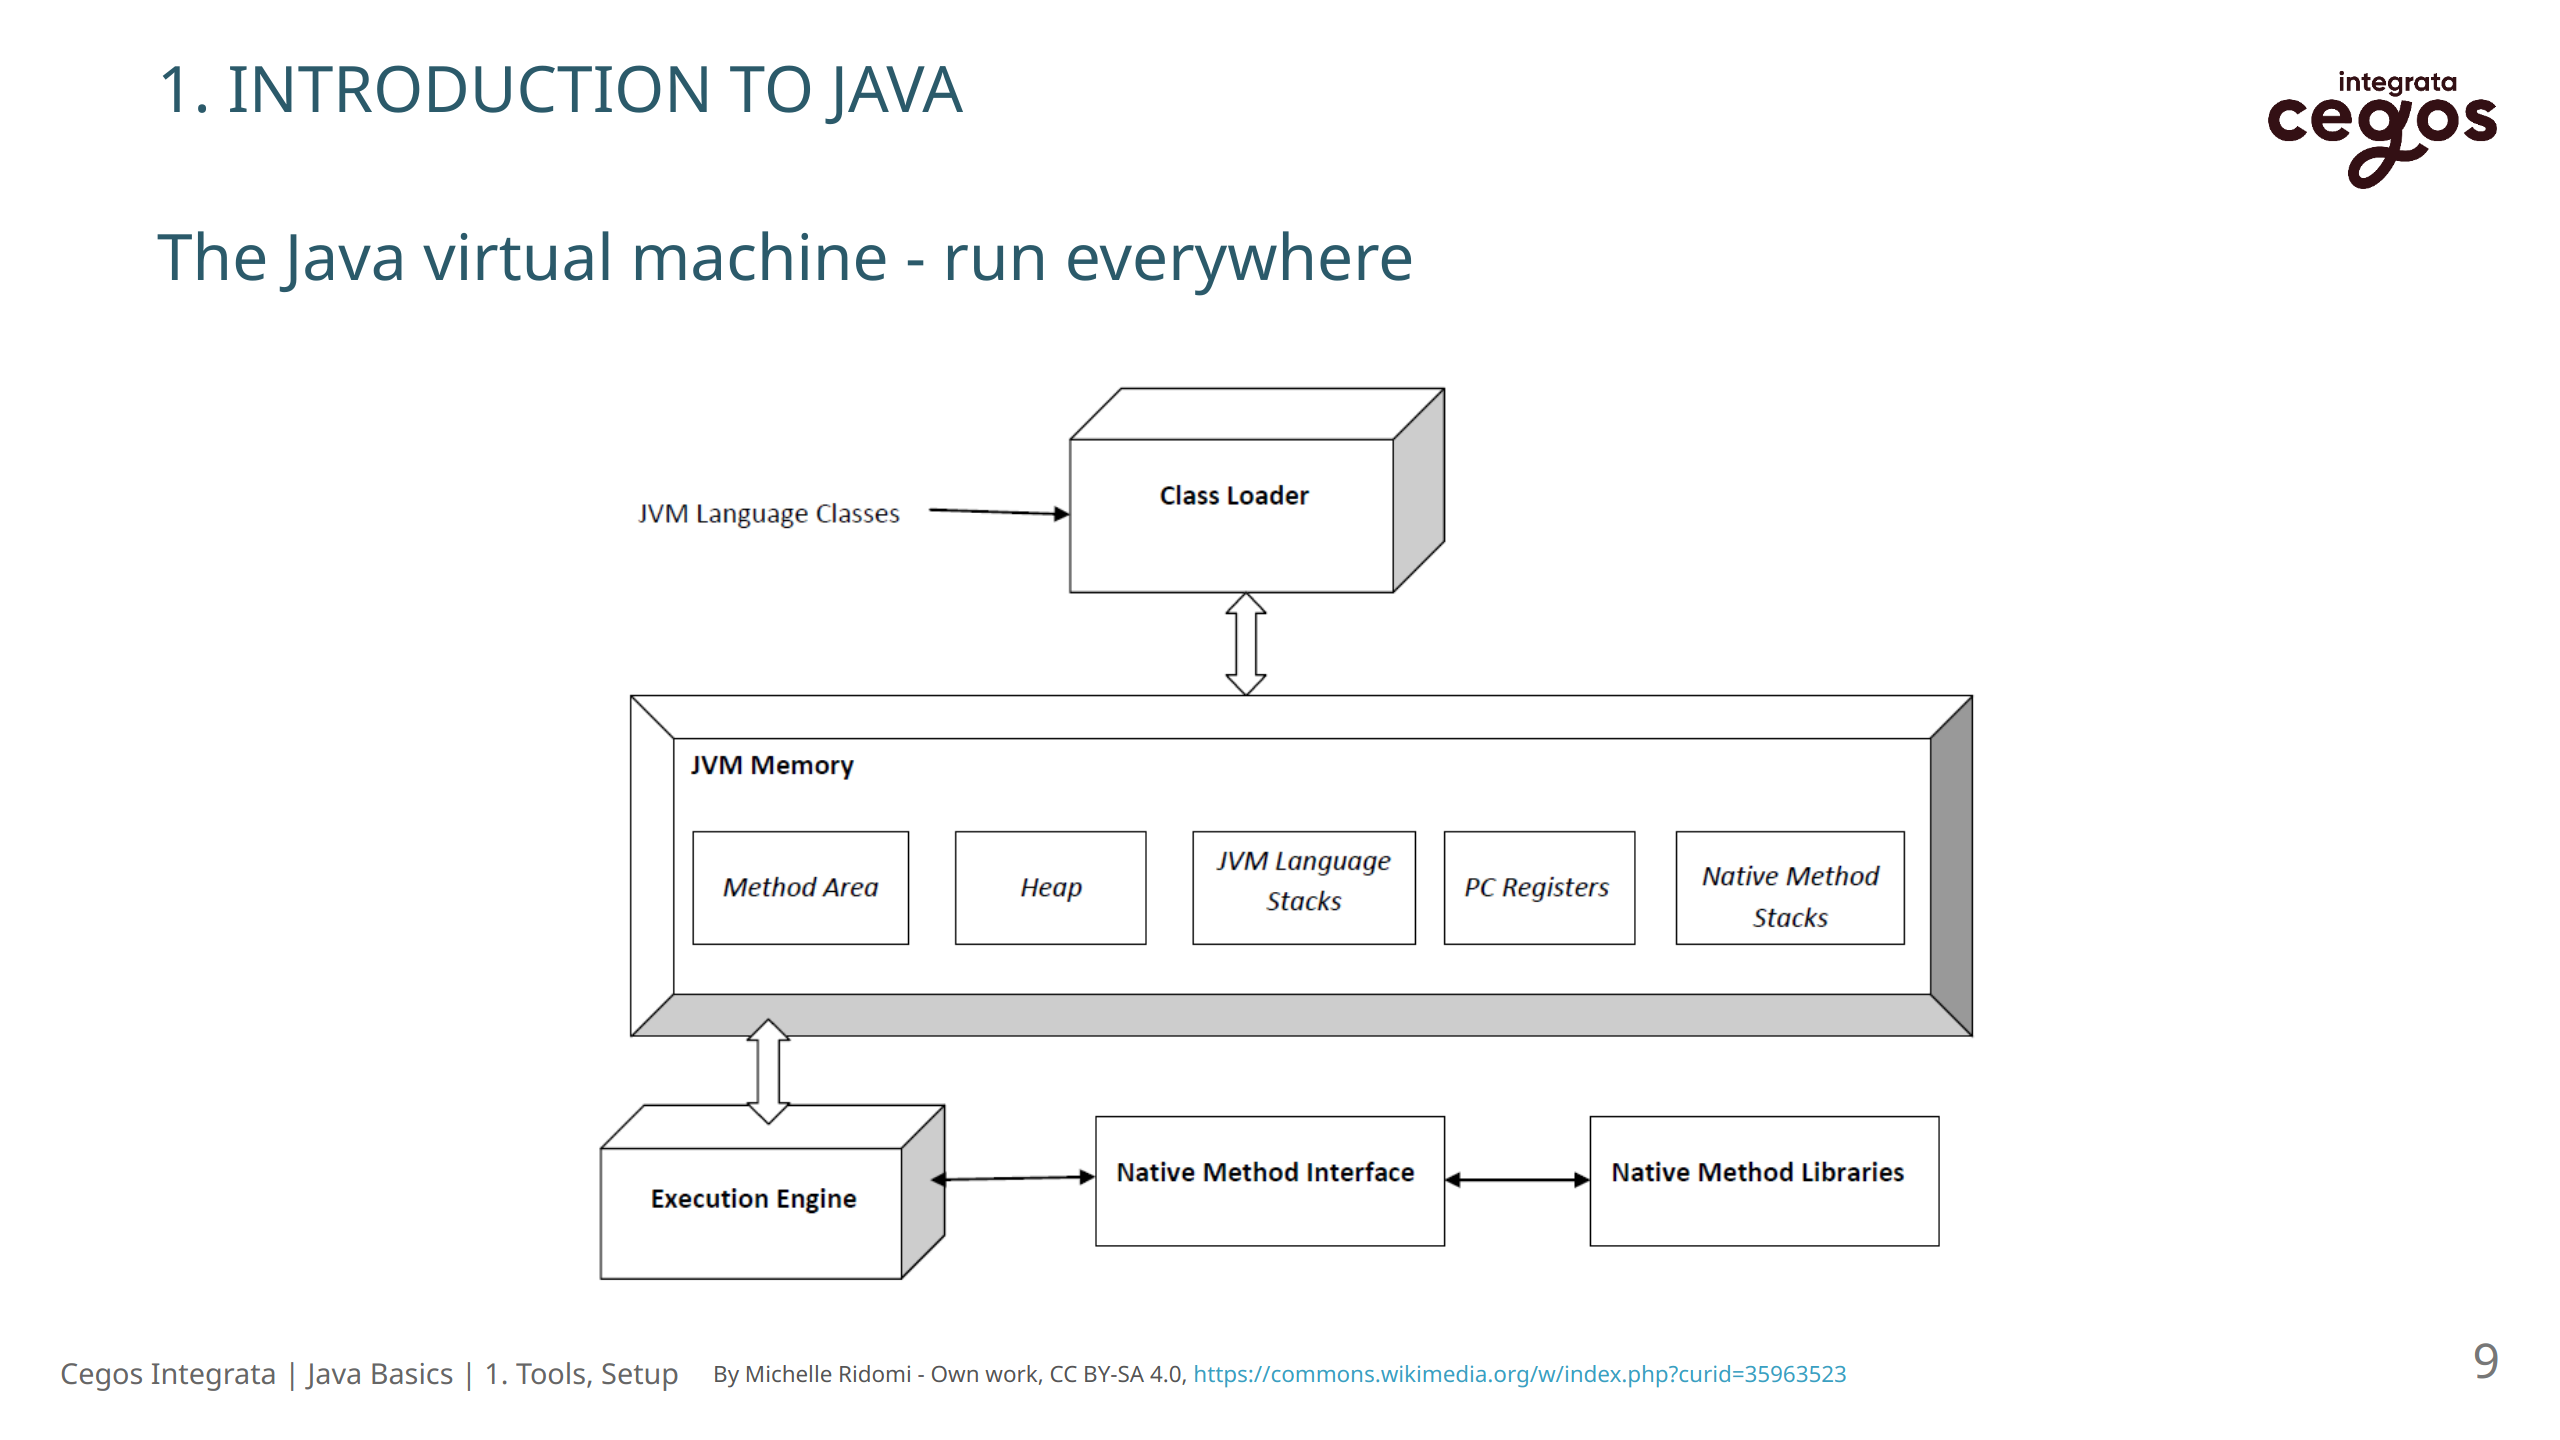 1. INTRODUCTION TO JAVA
integrata
cegos
The Java virtual machine - run everywhere
Class Loader
JVM Language Classes
JVM Memory
Method Area
Heap
JVM Language
Stacks
PC Registers
Native Method
Stacks
Execution Engine
Native Method Interface
Native Method Libraries
Cegos Integrata | Java Basics | 1. Tools, Setup
By Michelle Ridomi - Own work, CC BY-SA 4.0, https://commons.wikimedia.org/w/index.php?curid=35963523
9